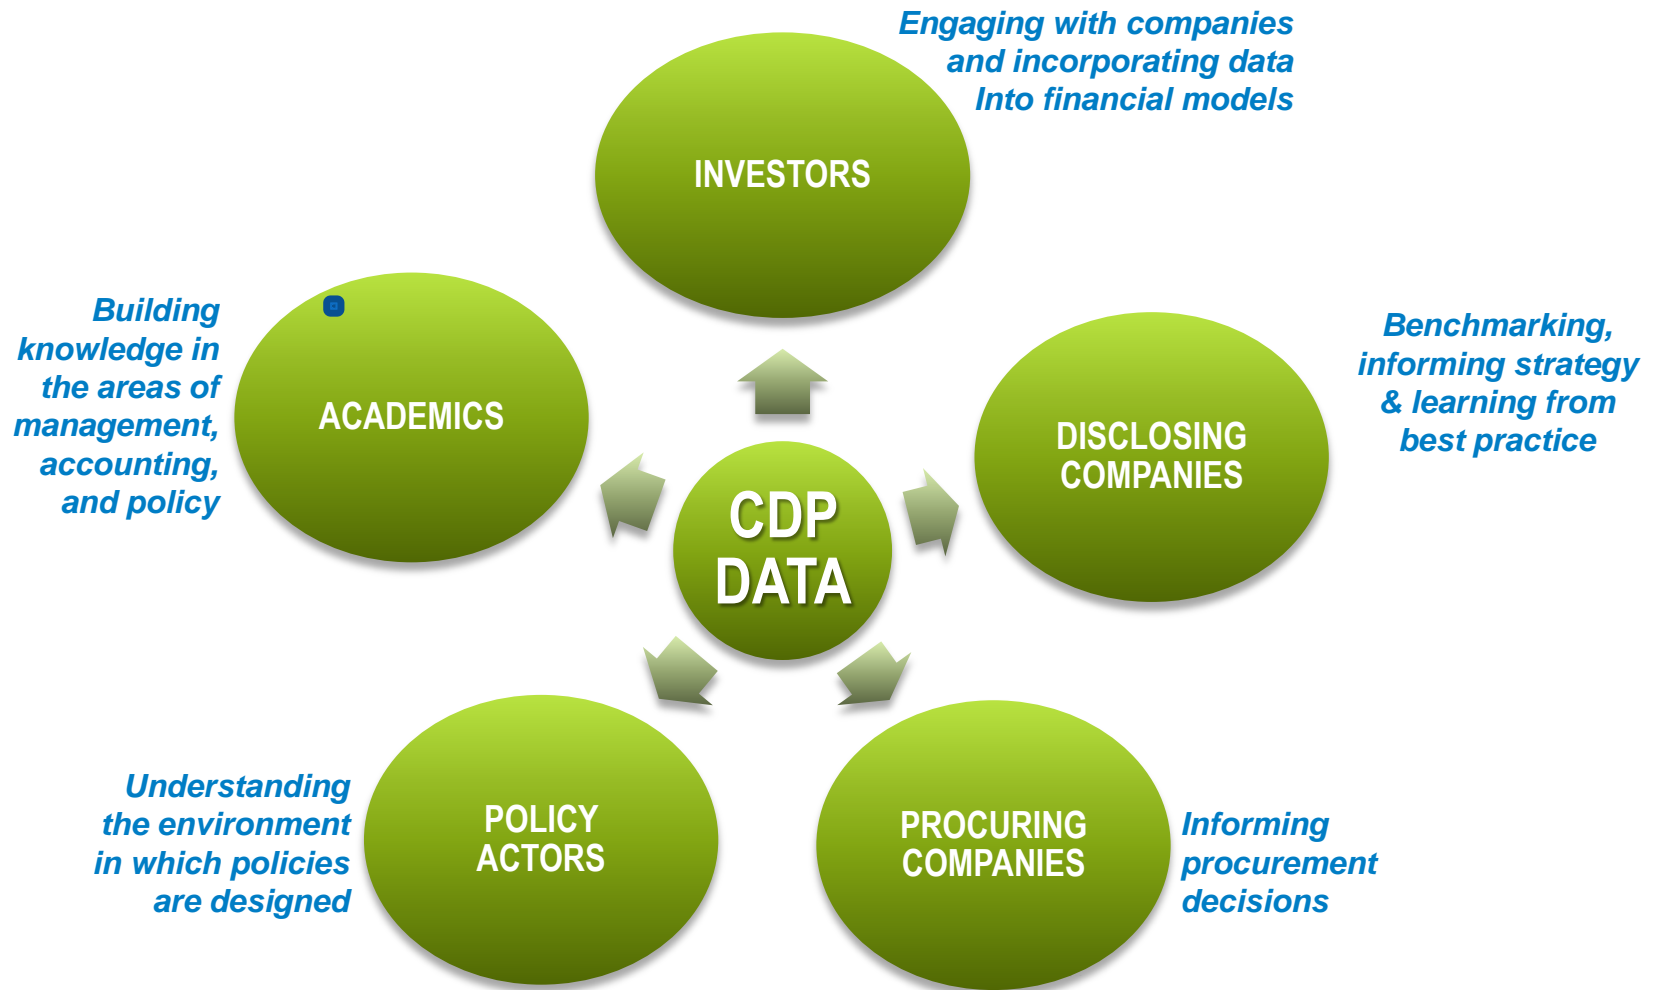 Engaging with companies
and incorporating data
Into financial models
INVESTORS
Building
knowledge in
the areas of
management,
accounting,
and policy
ACADEMICS
Benchmarking,
informing strategy
& learning from
best practice
DISCLOSING
COMPANIES
CDP
DATA
Understanding
the environment
in which policies
are designed
POLICY
ACTORS
PROCURING
COMPANIES
Informing
procurement
decisions